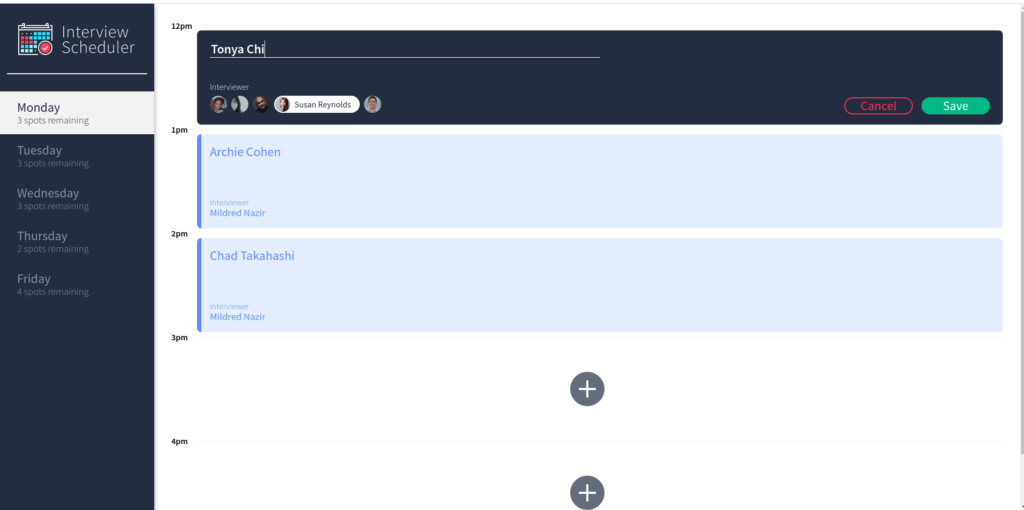 Interview
Scheduler
Monday
3 spots remaining
Tuesday
3 spots remaining
Wednesday
3 spots remaining
Thursday
2 spots remaining
Friday
4 spots remaining
12pm
Tonya Chi
Interviewer
Susan Reynolds
Cancel
Save
1pm
Archie Cohen
Interviewer
Mildred Nazir
2pm
Chad Takahashi
Interviewer
Mildred Nazir
3pm
4pm